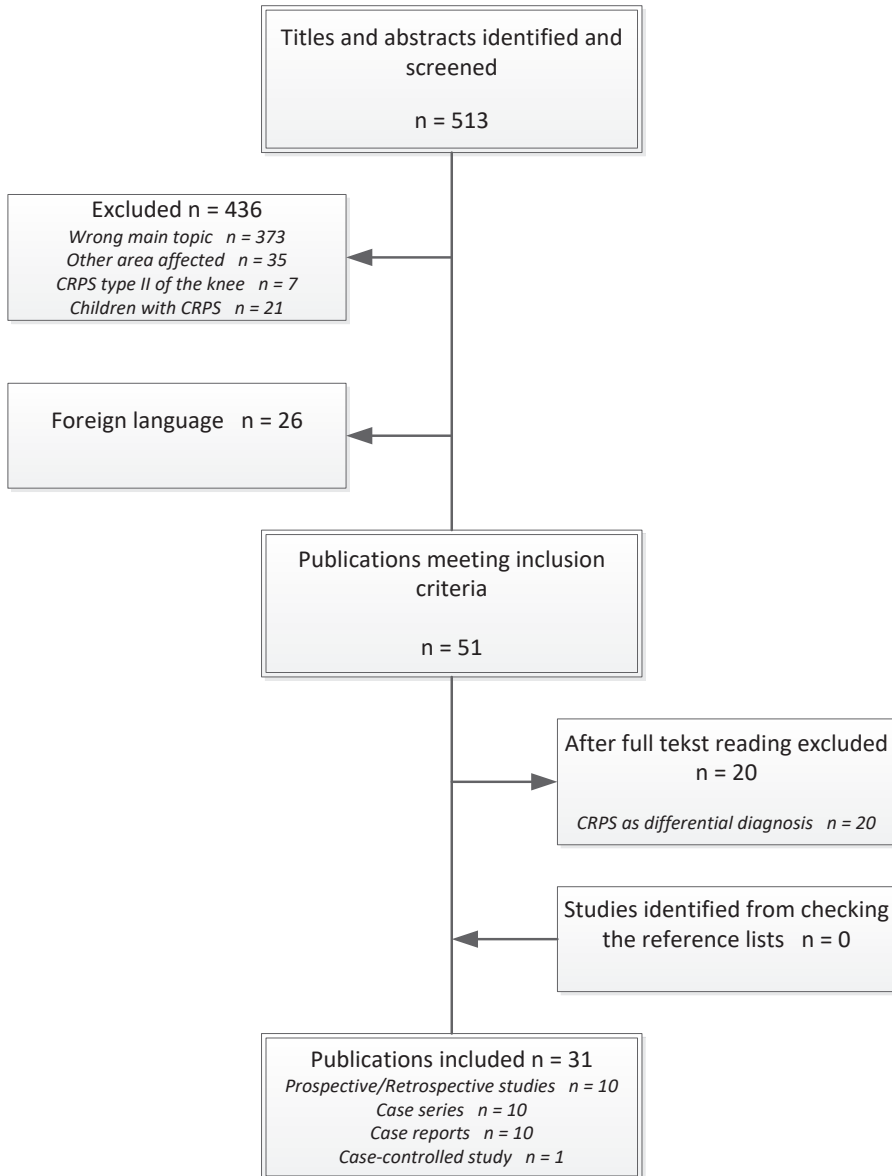 Titles and abstracts identified and
screened
n = 513
Excluded n = 436
Wrong main topic n = 373
Other area affected n = 35
CRPS type II of the knee n = 7
Children with CRPS n = 21
Foreign language n = 26
Publications meeting inclusion
criteria
n = 51
After full tekst reading excluded
n = 20
CRPS as differential diagnosis n = 20
Studies identified from checking
the reference lists n = 0
Publications included n = 31
Prospective/Retrospective studies n = 10
Case series n = 10
Case reports n = 10
Case-controlled study n = 1